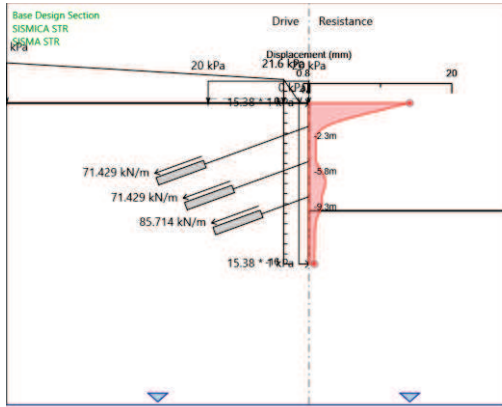 Base Design Section
SISMICA STR
SISMA STR
Drive
Resistance
kPa
Displacement (mm)
20 kPa
21.6 kPa
0.8
20
-2.3m
71.429 kN/m
-5.8m
71.429 kN/m
-9.3m
85.714 kN/m